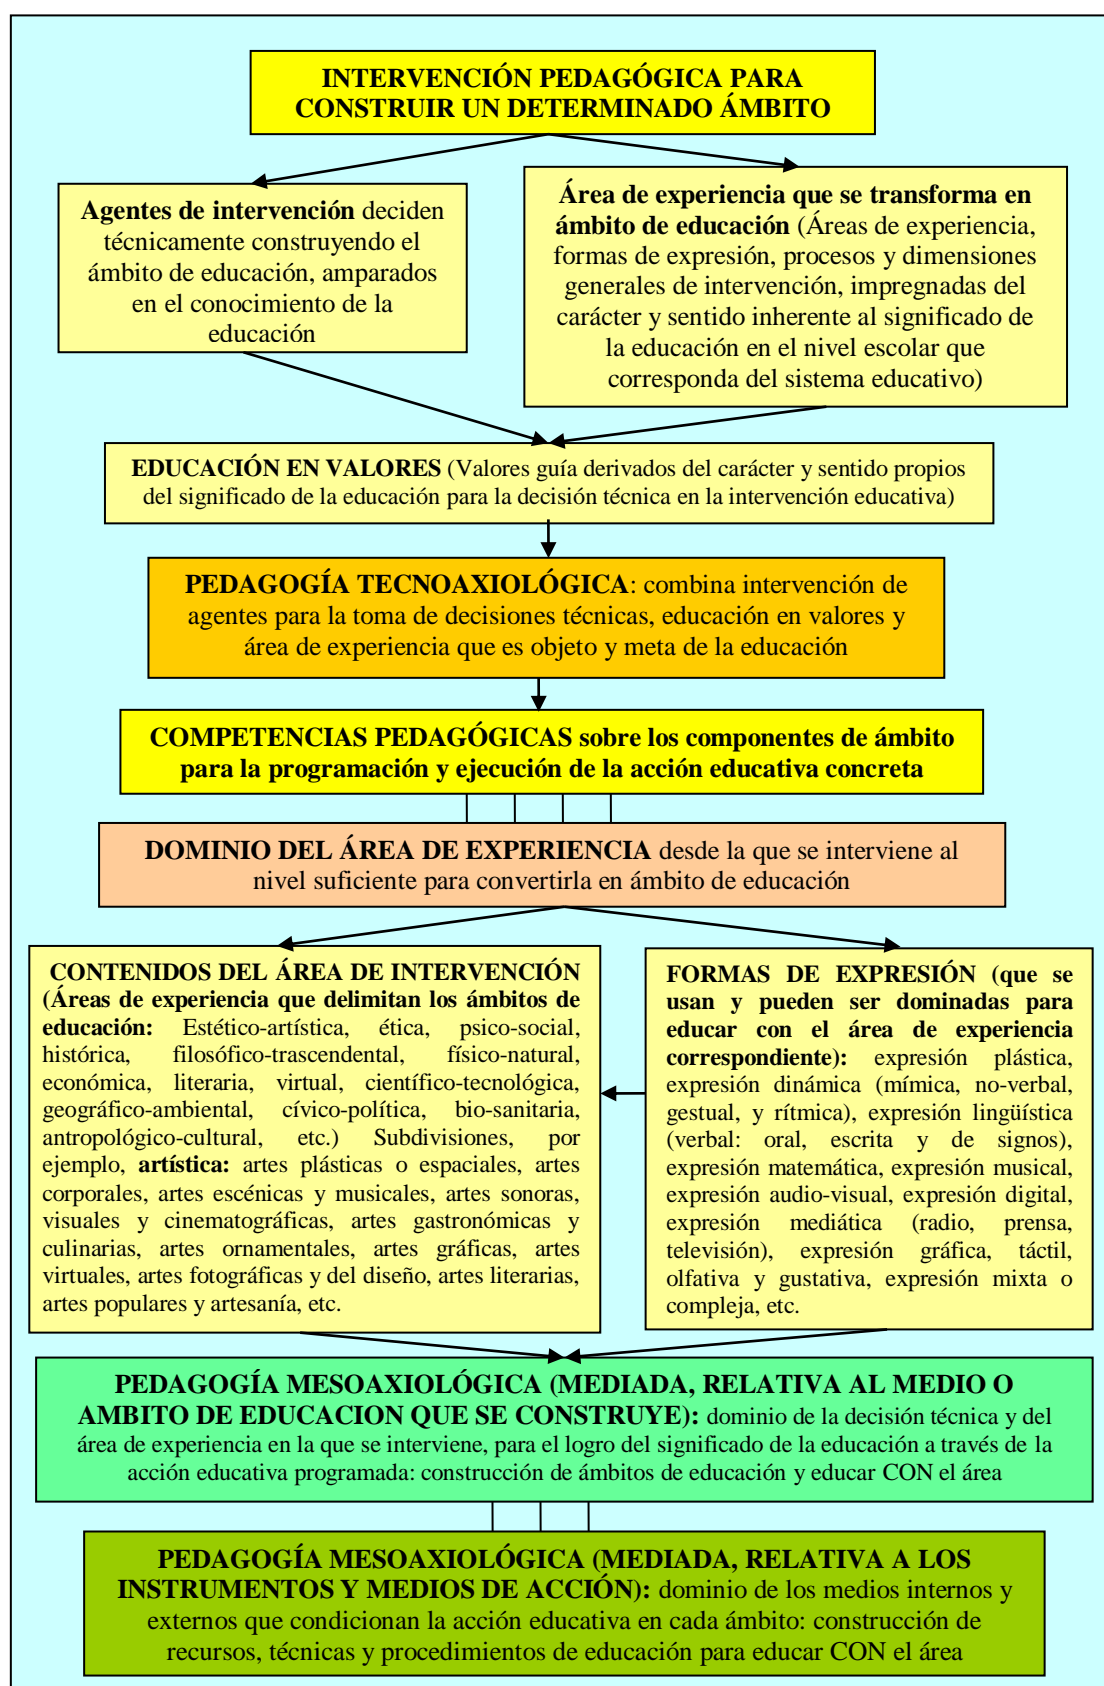 INTERVENCIÓN PEDAGÓGICA PARA
CONSTRUIR UN DETERMINADO ÁMBITO
Agentes de intervención deciden
técnicamente construyendo el
ámbito de educación, amparados
en el conocimiento de la
educación
Área de experiencia que se transforma en
ámbito de educación (Áreas de experiencia,
formas de expresión, procesos y dimensiones
generales de intervención, impregnadas del
carácter y sentido inherente al significado de
la educación en el nivel escolar que
corresponda del sistema educativo)
EDUCACIÓN EN VALORES (Valores guía derivados del carácter y sentido propios
del significado de la educación para la decisión técnica en la intervención educativa)
PEDAGOGÍA TECNOAXIOLÓGICA: combina intervención de
agentes para la toma de decisiones técnicas, educación en valores y
área de experiencia que es objeto y meta de la educación
COMPETENCIAS PEDAGÓGICAS sobre los componentes de ámbito
para la programación y ejecución de la acción educativa concreta
DOMINIO DEL ÁREA DE EXPERIENCIA desde la que se interviene al
nivel suficiente para convertirla en ámbito de educación
CONTENIDOS DEL ÁREA DE INTERVENCIÓN
(Áreas de experiencia que delimitan los ámbitos de
educación: Estético-artística, ética, psico-social,
histórica, filosófico-trascendental, físico-natural,
económica, literaria, virtual, científico-tecnológica,
geográfico-ambiental, cívico-política, bio-sanitaria,
antropológico-cultural, etc.) Subdivisiones, por
ejemplo, artística: artes plásticas o espaciales, artes
corporales, artes escénicas y musicales, artes sonoras,
visuales y cinematográficas, artes gastronómicas y
culinarias, artes ornamentales, artes gráficas, artes
virtuales, artes fotográficas y del diseño, artes literarias,
artes populares y artesanía, etc.
FORMAS DE EXPRESIÓN (que se
usan y pueden ser dominadas para
educar con el área de experiencia
correspondiente): expresión plástica,
expresión dinámica (mímica, no-verbal,
gestual, y rítmica), expresión lingüística
(verbal: oral, escrita y de signos),
expresión matemática, expresión musical,
expresión audio-visual, expresión digital,
expresión mediática (radio, prensa,
televisión), expresión gráfica, táctil,
olfativa y gustativa, expresión mixta o
compleja, etc.
PEDAGOGÍA MESOAXIOLÓGICA (MEDIADA, RELATIVA AL MEDIO O
AMBITO DE EDUCACION QUE SE CONSTRUYE): dominio de la decisión técnica y del
área de experiencia en la que se interviene, para el logro del significado de la educación a través de la
acción educativa programada: construcción de ámbitos de educación y educar CON el área
PEDAGOGÍA MESOAXIOLÓGICA (MEDIADA, RELATIVA A LOS
INSTRUMENTOS Y MEDIOS DE ACCIÓN): dominio de los medios internos y
externos que condicionan la acción educativa en cada ámbito: construcción de
recursos, técnicas y procedimientos de educación para educar CON el área